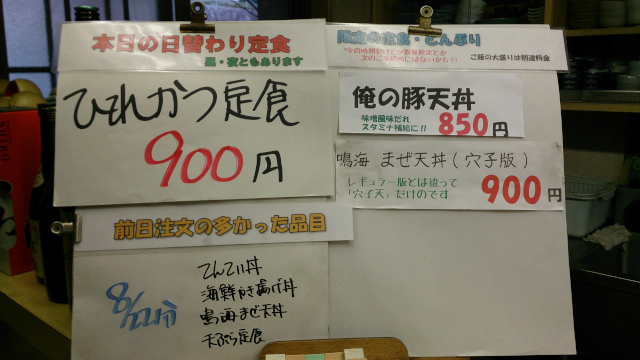 本日の日替わり定食
昼・夜ともあります
ひれかつ定食
900円
前日注文の多かった品目
てんてい丼
海鮮かき揚げ丼
鳴海まぜ天丼
天ぷら定食
限定の定食・どんぶり
ご飯の大盛りは別途料金
俺の豚天丼
味噌風味だれ
スタミナ補給に!! 850円
鳴海 まぜ天丼(穴子版)
レギュラー版とは違って
「穴子天」だけのです
900円